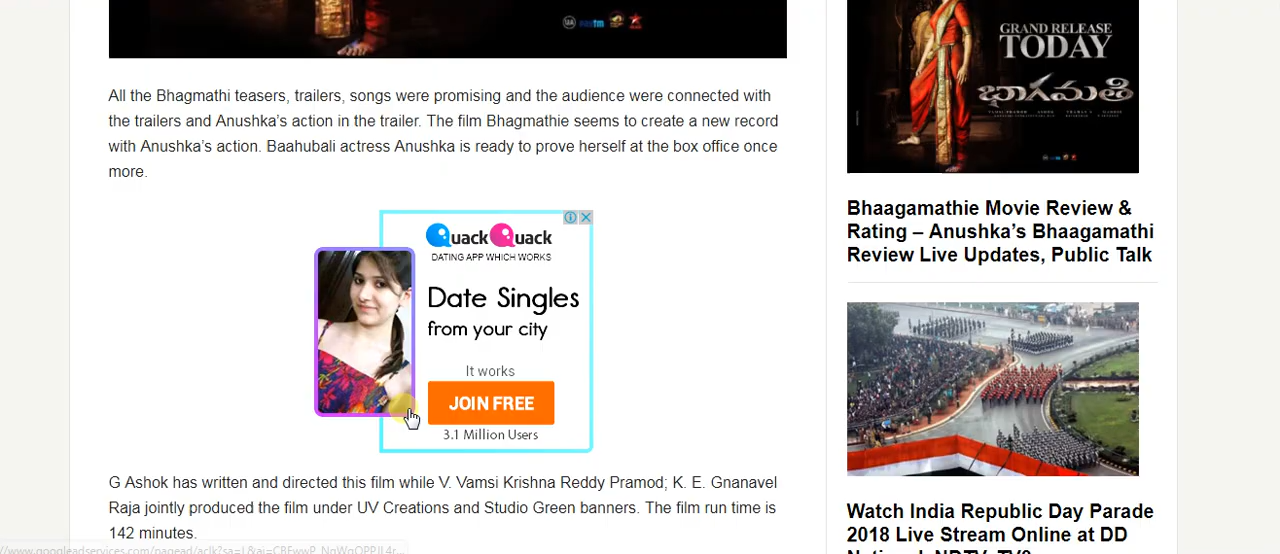 GRAND RELEASE
TODAY
భాగమతి
paytm
All the Bhagmathi teasers, trailers, songs were promising and the audience were connected with
the trailers and Anushka's action in the trailer. The film Bhagmathie seems to create a new record
with Anushka's action. Baahubali actress Anushka is ready to prove herself at the box office once
more.
QuackQuack
DATING APP WHICH WORKS
Date Singles
from your city
It works
JOIN FREE
3.1 Million Users
G Ashok has written and directed this film while V. Vamsi Krishna Reddy Pramod; K. E. Gnanavel
Raja jointly produced the film under UV Creations and Studio Green banners. The film run time is
142 minutes.
Bhaagamathie Movie Review &
Rating – Anushka's Bhaagamathi
Review Live Updates, Public Talk
Watch India Republic Day Parade
2018 Live Stream Online at DD